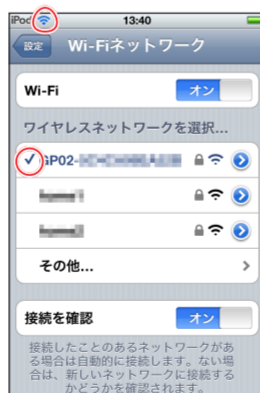 iPod
13:40
設定
Wi-Fiネットワーク
Wi-Fi
オン
ワイヤレスネットワークを選択...
GP02-
その他...
接続を確認
オン
接続したことのあるネットワークがあ
る場合は自動的に接続します。ない場
合は、新しいネットワークに接続する
かどうかを確認されます。